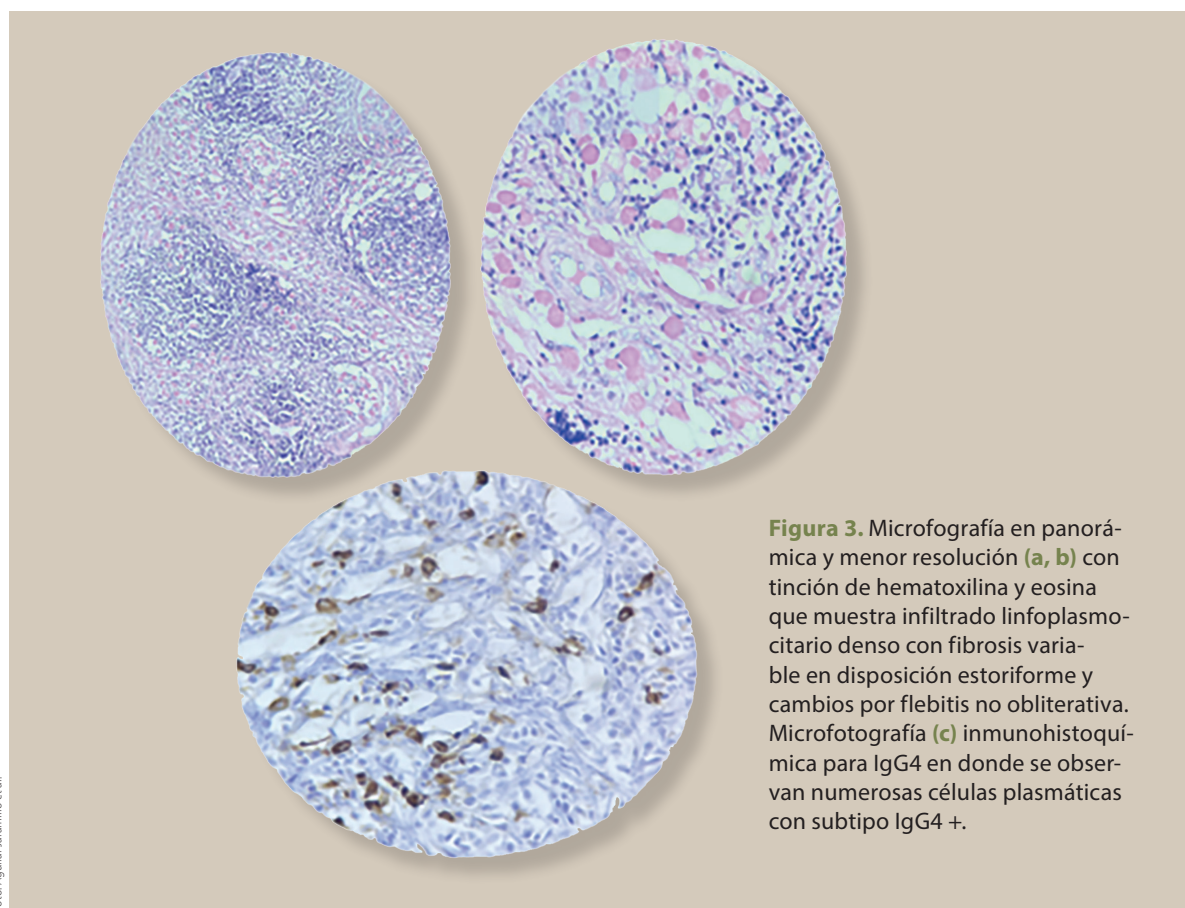 Figura 3. Microfografía en panorá-
mica y menor resolución (a, b) con
tinción de hematoxilina y eosina
que muestra infiltrado linfoplasmo-
citario denso con fibrosis varia-
ble en disposición estoriforme y
cambios por flebitis no obliterativa.
Microfotografía (c) inmunohistoquí-
mica para IgG4 en donde se obser-
van numerosas células plasmáticas
con subtipo IgG4 +.